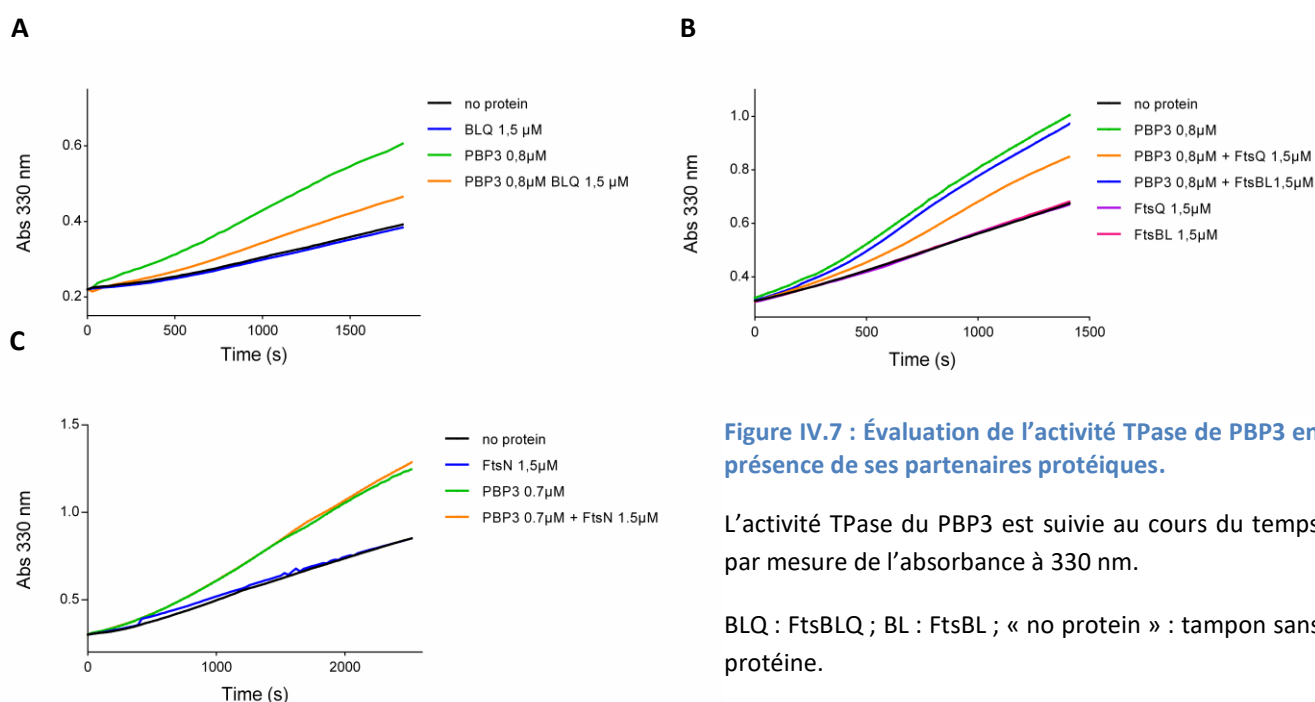 A
Abs 330 nm
0.6
0.4
0.2
0
500
1000
1500
Time (s)
no protein
BLQ 1,5 µM
PBP3 0,8µM
PBP3 0,8µM BLQ 1,5 µM
B
Abs 330 nm
1.0
0.8
0.6
0.4
0
500
1000
1500
Time (s)
no protein
PBP3 0,8µM
PBP3 0,8µM + FtsQ 1,5µM
PBP3 0,8µM + FtsBL1,5µM
FtsQ 1,5µM
FtsBL 1,5µM
C
Abs 330 nm
1.5
1.0
0.5
0
1000
2000
Time (s)
no protein
FtsN 1,5µM
PBP3 0.7µM
PBP3 0.7µM + FtsN 1.5µM
Figure IV.7 : Évaluation de l’activité TPase de PBP3 en
présence de ses partenaires protéiques.
L’activité TPase du PBP3 est suivie au cours du temps
par mesure de l’absorbance à 330 nm.
BLQ : FtsBLQ ; BL : FtsBL ; « no protein » : tampon sans
protéine.